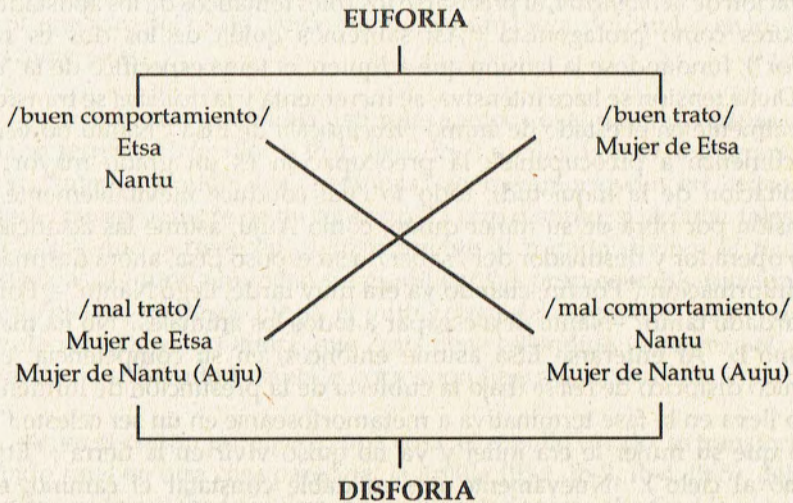 EUFORIA
/buen comportamiento/
Etsa
Nantu
/buen trato/
Mujer de Etsa
/mal trato/
Mujer de Etsa
Mujer de Nantu (Auju)
/mal comportamiento/
Nantu
Mujer de Nantu (Auju)
DISFORIA